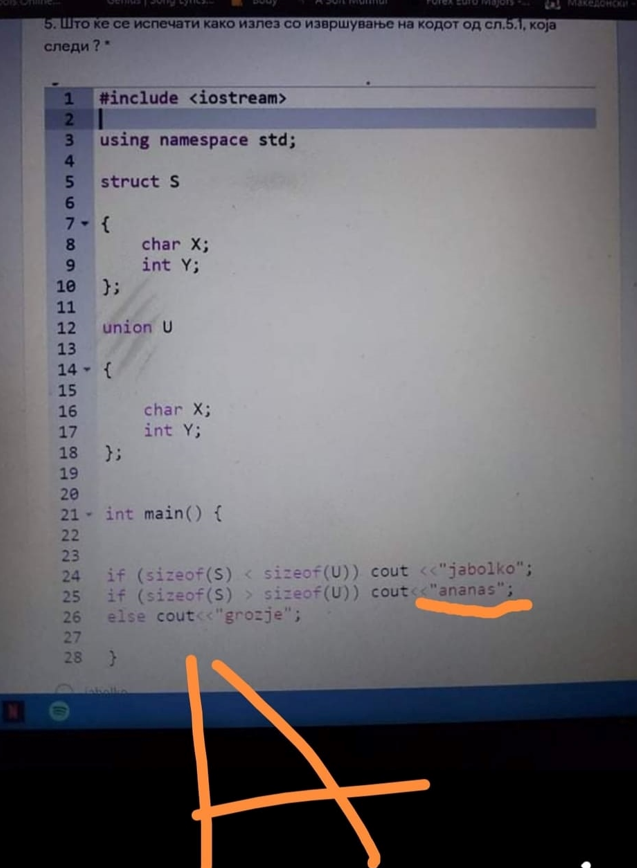 5. Што ќе се испечати како излез со извршување на кодот од сл.5.1, која
следи ? *
1 #include <iostream>
2
3 using namespace std;
4
5 struct S
6
7 {
8 char X;
9 int Y;
10 };
11
12 union U
13
14 {
15
16 char X;
17 int Y;
18 };
19
20
21 int main() {
22
23
24 if (sizeof(S) < sizeof(U)) cout <<"jabolko";
25 if (sizeof(S) > sizeof(U)) cout<<"ananas";
26 else cout<<"grozje";
27
28 }
jabolko
A